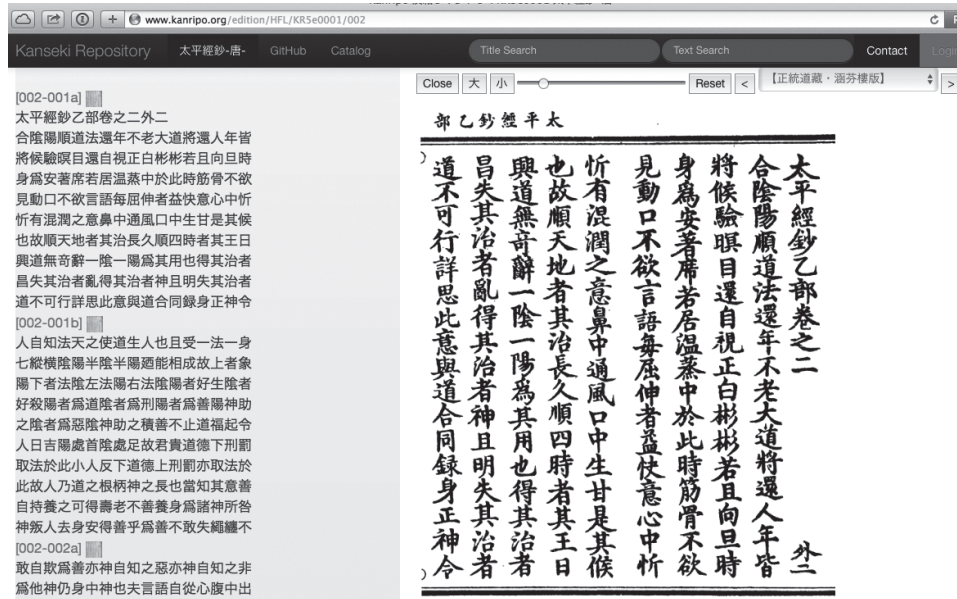 www.kanripo.org/edition/HFL/KR5e0001/002
Kanseki Repository 太平經鈔-唐- GitHub Catalog Title Search Text Search Contact Login
Close 大 小 Reset < 【正統道藏・涵芬樓版】 >
[002-001a]
太平經鈔乙部卷之二外二
合陰陽順道法還年不老大道將還人年皆
將候驗暝目還自視正白彬彬若且向旦時
身爲安著席若居溫蒸中於此時筋骨不欲
見動口不欲言語每屈伸者益快意心中忻
忻有混潤之意鼻中通風口中生甘是其候
也故順天地者其治長久順四時者其王日
興道無奇辭一陰一陽爲其用也得其治者
昌失其治者亂得其治者神且明失其治者
道不可行詳思此意與道合同録身正神令
[002-001b]
人自知法天之使道生人也且受一法一身
七縱横陰陽半陰半陽廼能相成故上者象
陽下者法陰左法陽右法陰陽者好生陰者
好殺陽者爲道陰者爲刑陽者爲善陽神助
之陰者爲惡陰神助之積善不止道福起令
人日吉陽處首陰處足故君貴道德下刑罰
取法於此小人反下道德上刑罰亦取法於
此故人乃道之根柄神之長也當知其意善
自持養之可得壽老不善養身爲諸神所咎
神叛人去身安得善乎爲善不敢失繩纏不
[002-002a]
敢自欺爲善亦神自知之惡亦神自知之非
爲他神仍身中神也夫言語自從心腹中出
太平經鈔乙部
太平經鈔乙部卷之二 外二
合陰陽順道法還年不老大道將還人年皆
將候驗暝目還自視正白彬彬若且向旦時
身爲安著席若居溫蒸中於此時筋骨不欲
見動口不欲言語每屈伸者益快意心中忻
忻有混潤之意鼻中通風口中生甘是其候
也故順天地者其治長久順四時者其王日
興道無奇辭一陰一陽爲其用也得其治者
昌失其治者亂得其治者神且明失其治者
道不可行詳思此意與道合同録身正神令